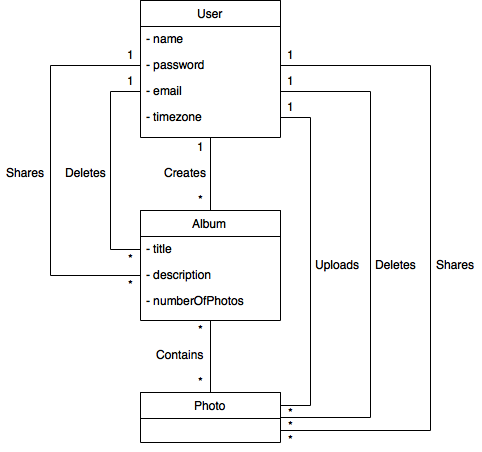 User
- name
1
1
- password
1
1
- email
1
1
- timezone
1
Creates
Shares
Deletes
*
Album
- title
*
- description
*
- numberOfPhotos
Uploads
Deletes
Shares
*
Contains
*
Photo
*
*
*